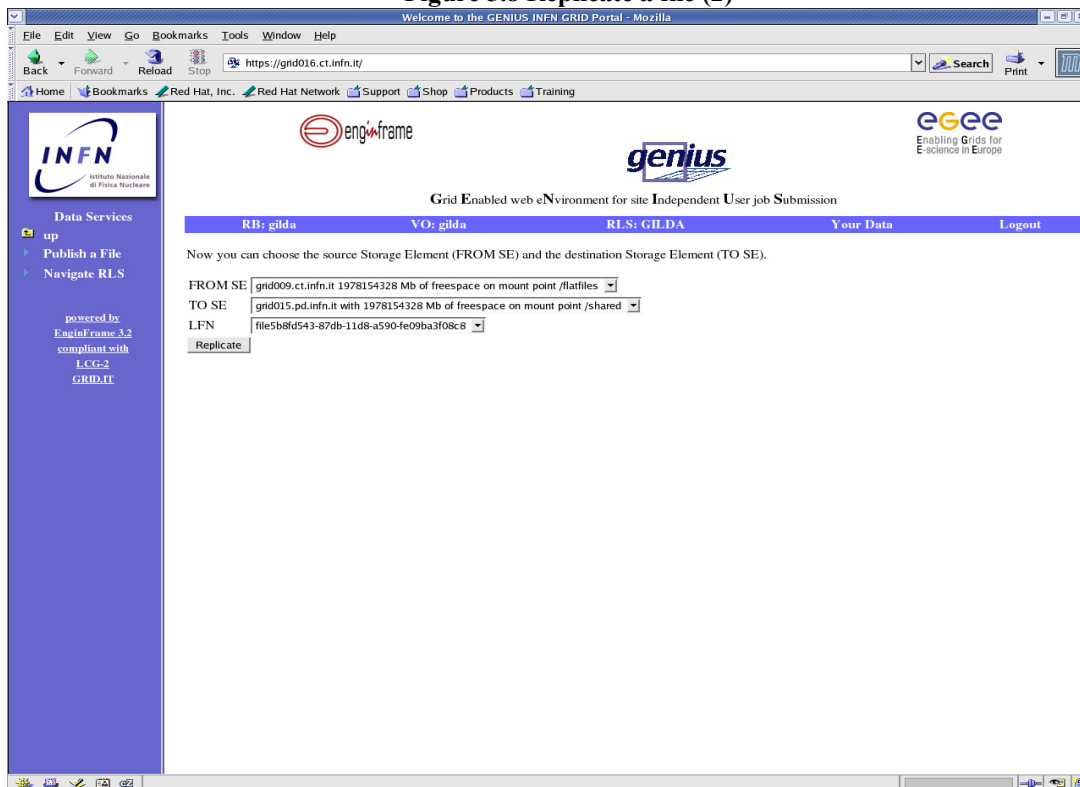 Figure 3.8 Replicate a file (2)
Welcome to the GENIUS INFN GRID Portal - Mozilla
File Edit View Go Bookmarks Tools Window Help
Back Forward Reload Stop https://grid016.ct.infn.it/ Search Print
Home Bookmarks Red Hat, Inc. Red Hat Network Support Shop Products Training
INFN
Istituto Nazionale
di Fisica Nucleare
enginframe
genius
egee
Enabling Grids for
E-science in Europe
Grid Enabled web eNvironment for site Independent User job Submission
Data Services
up
Publish a File
Navigate RLS
powered by
EnginFrame 3.2
compliant with
LCG-2
GRID.IT
RB: gilda VO: gilda RLS: GILDA Your Data Logout
Now you can choose the source Storage Element (FROM SE) and the destination Storage Element (TO SE).
FROM SE grid009.ct.infn.it 1978154328 Mb of freespace on mount point /flatfiles
TO SE grid015.pd.infn.it with 1978154328 Mb of freespace on mount point /shared
LFN file5b8fd543-87db-11d8-a590-fe09ba3f08c8
Replicate